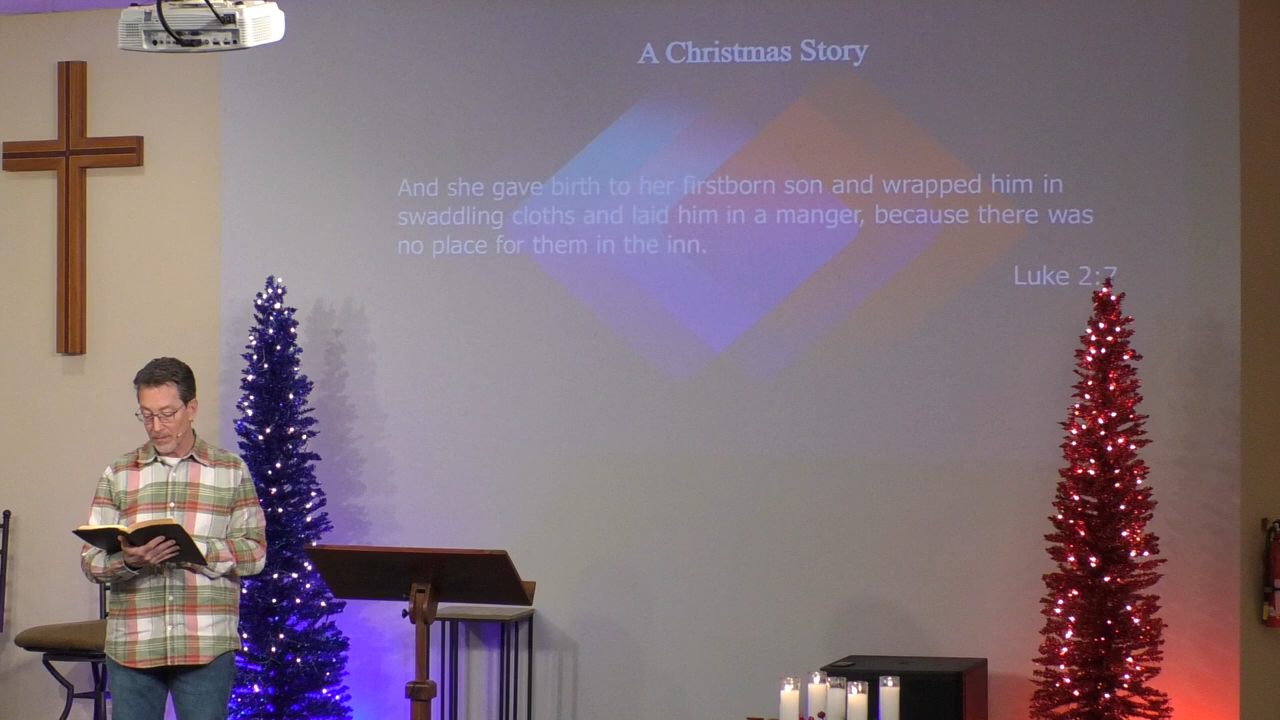 A Christmas Story
And she gave birth to her firstborn son and wrapped him in
swaddling cloths and laid him in a manger, because there was
no place for them in the inn.
Luke 2:7